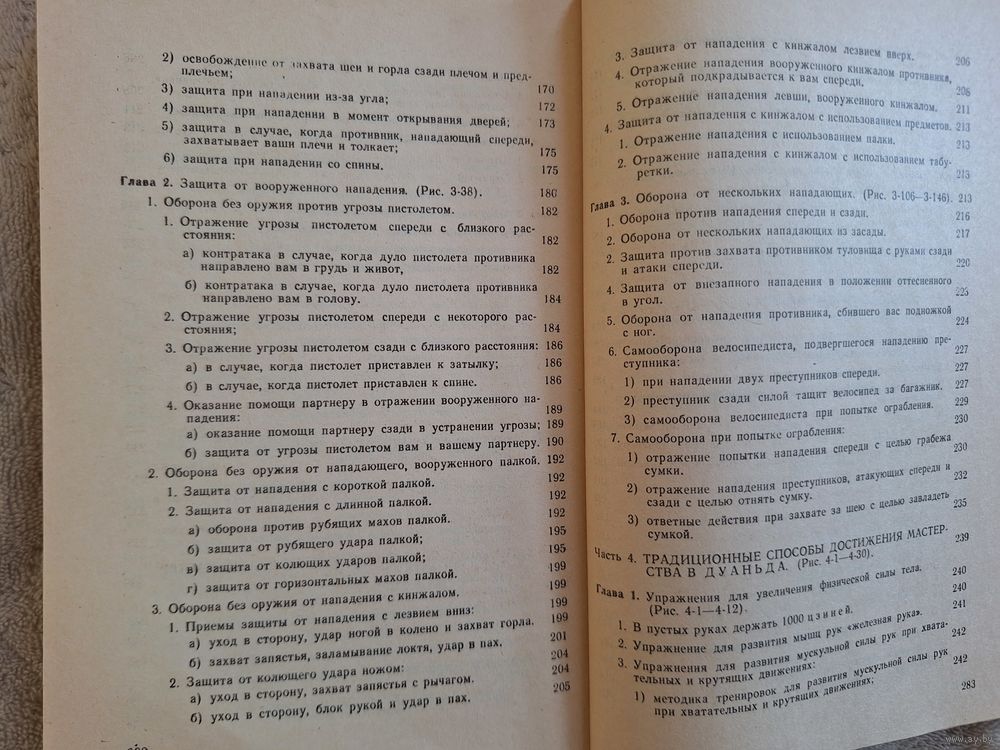 2) освобождение от захвата шеи и горла сзади плечом и пред-
плечьем; 170
3) защита при нападении из-за угла; 172
4) защита при нападении в момент открывания дверей; 173
5) защита в случае, когда противник, нападающий спереди,
захватывает ваши плечи и толкает; 175
6) защита при нападении со спины. 175
Глава 2. Защита от вооруженного нападения. (Рис. 3-38). 180
1. Оборона без оружия против угрозы пистолетом. 182
1. Отражение угрозы пистолетом спереди с близкого рас-
стояния: 182
а) контратака в случае, когда дуло пистолета противника
направлено вам в грудь и живот, 182
б) контратака в случае, когда дуло пистолета противника
направлено вам в голову. 184
2. Отражение угрозы пистолетом спереди с некоторого рас-
стояния; 184
3. Отражение угрозы пистолетом сзади с близкого расстояния: 186
а) в случае, когда пистолет приставлен к затылку; 186
б) в случае, когда пистолет приставлен к спине. 186
4. Оказание помощи партнеру в отражении вооруженного на-
падения: 189
а) оказание помощи партнеру сзади в устранении угрозы; 189
б) защита от угрозы пистолетом вам и вашему партнеру. 190
2. Оборона без оружия от нападающего, вооруженного палкой. 192
1. Защита от нападения с короткой палкой. 192
2. Защита от нападения с длинной палкой. 192
а) оборона против рубящих махов палкой. 192
б) защита от рубящего удара палкой; 195
в) защита от колющих ударов палкой; 195
г) защита от горизонтальных махов палкой. 199
3. Оборона без оружия от нападения с кинжалом. 199
1. Приемы защиты от нападения с лезвием вниз: 199
а) уход в сторону, удар ногой в колено и захват горла. 199
б) захват запястья, заламывание локтя, удар в пах. 201
2. Защита от колющего удара ножом: 204
а) уход в сторону, захват запястья с рычагом. 204
б) уход в сторону, блок рукой и удар в пах. 205
3. Защита от нападения с кинжалом лезвием вверх. 206
4. Отражение нападения вооруженного кинжалом противника,
который подкрадывается к вам спереди. 208
5. Отражение нападения левши, вооруженного кинжалом. 211
4. Защита от нападения с кинжалом с использованием предметов. 213
1. Отражение нападения с использованием палки. 213
2. Отражение нападения с кинжалом с использованием табу-
ретки. 213
Глава 3. Оборона от нескольких нападающих. (Рис. 3-106—3-146). 213
1. Оборона против нападения спереди и сзади. 216
2. Оборона от нескольких нападающих из засады. 217
2. Защита против захвата противником туловища с руками сзади
и атаки спереди. 220
4. Защита от внезапного нападения в положении оттесненного
в угол. 223
5. Оборона от нападения противника, сбившего вас подножкой
с ног. 224
6. Самооборона велосипедиста, подвергшегося нападению пре-
ступника: 227
1) при нападении двух преступников спереди. 227
2) преступник сзади силой тащит велосипед за багажник. 227
3) самооборона велосипедиста при попытке ограбления. 229
7. Самооборона при попытке ограбления: 230
1) отражение попытки нападения спереди с целью грабежа
сумки. 230
2) отражение нападения преступников, атакующих спереди и
сзади с целью отнять сумку. 232
3) ответные действия при захвате за шею с целью завладеть
сумкой. 235
Часть 4. ТРАДИЦИОННЫЕ СПОСОБЫ ДОСТИЖЕНИЯ МАСТЕР-
СТВА В ДУАНЬДА. (Рис. 4-1—4-30). 239
Глава 1. Упражнения для увеличения физической силы тела.
(Рис. 4-1—4-12). 240
1. В пустых руках держать 1000 цзиней. 240
2. Упражнение для развития мышц рук «железная рука». 241
3. Упражнения для развития мускульной силы рук при хвата-
тельных и крутящих движениях: 242
1) методика тренировок для развития мускульной силы рук
при хватательных и крутящих движениях; 242
283
www.ay.by